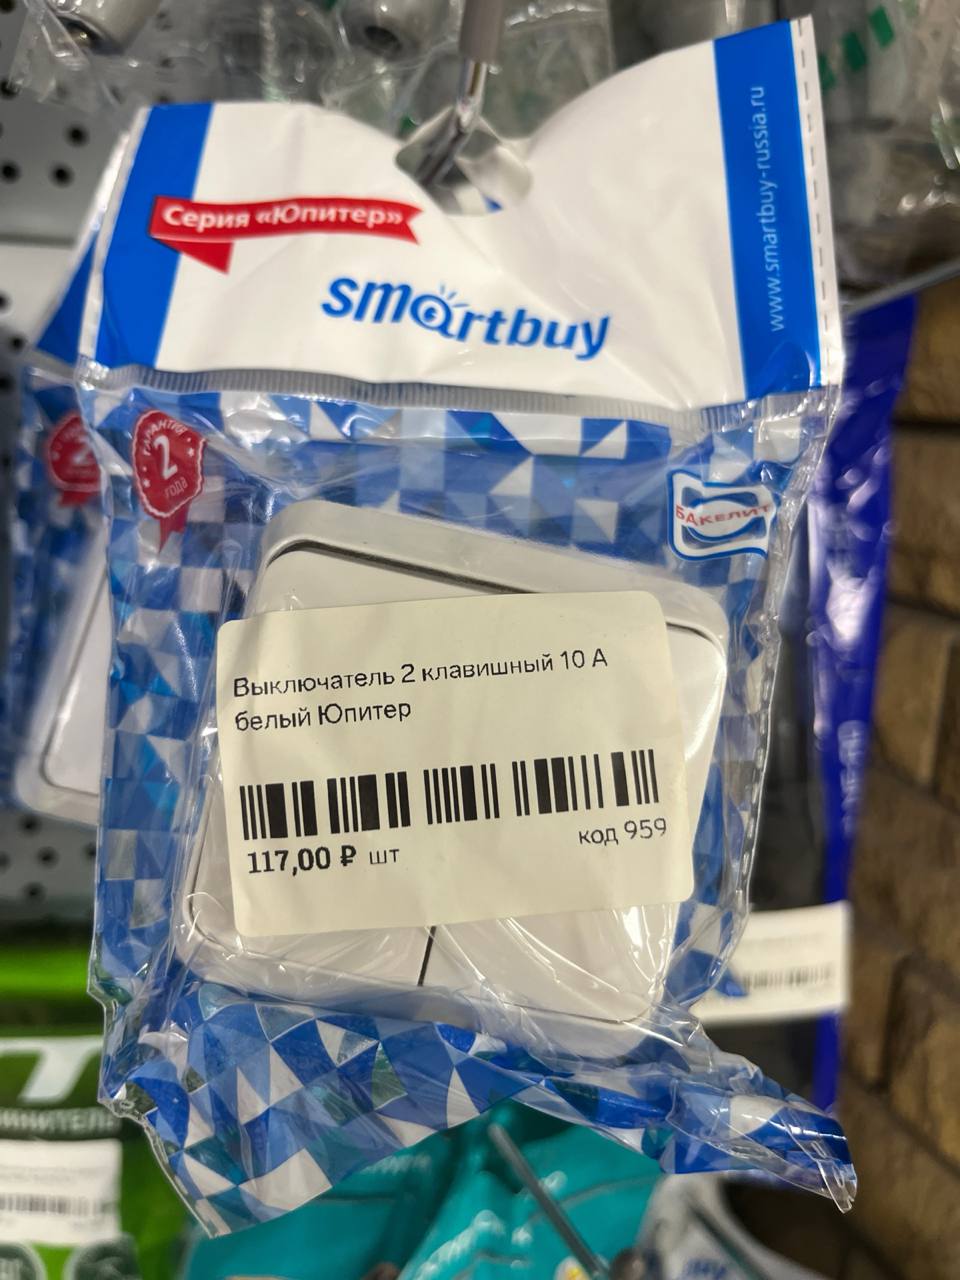 Серия «Юпитер»
smartbuy
www.smartbuy-russia.ru
ГАРАНТИЯ
2
года
2
БАКЕЛИТ
Выключатель 2 клавишный 10 А
белый Юпитер
117,00 ₽ шт
код 959